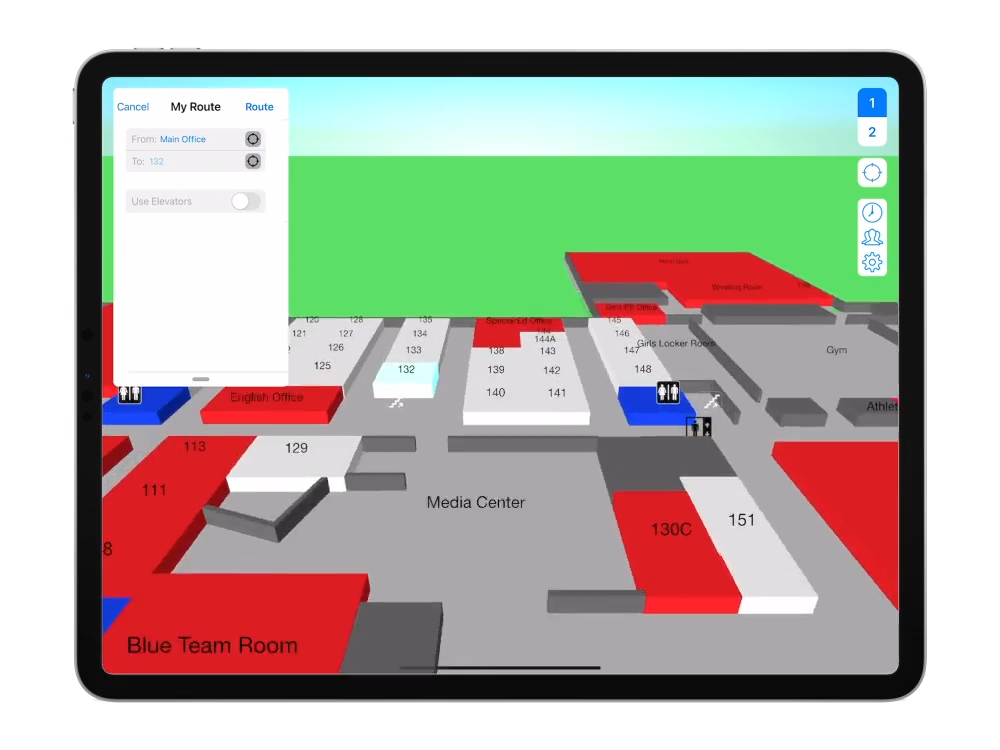 Cancel My Route Route
From: Main Office
To: 132
Use Elevators
1
2
Wrestling Room
Girls PE Office
120 128 135 Special Ed Office 145
121 127 134 144 146
144A
126 133 138 143 147 Girls Locker Room Gym
125 132 139 142 148
140 141
English Office
Athlet
113 129
111 Media Center
130C 151
8
Blue Team Room